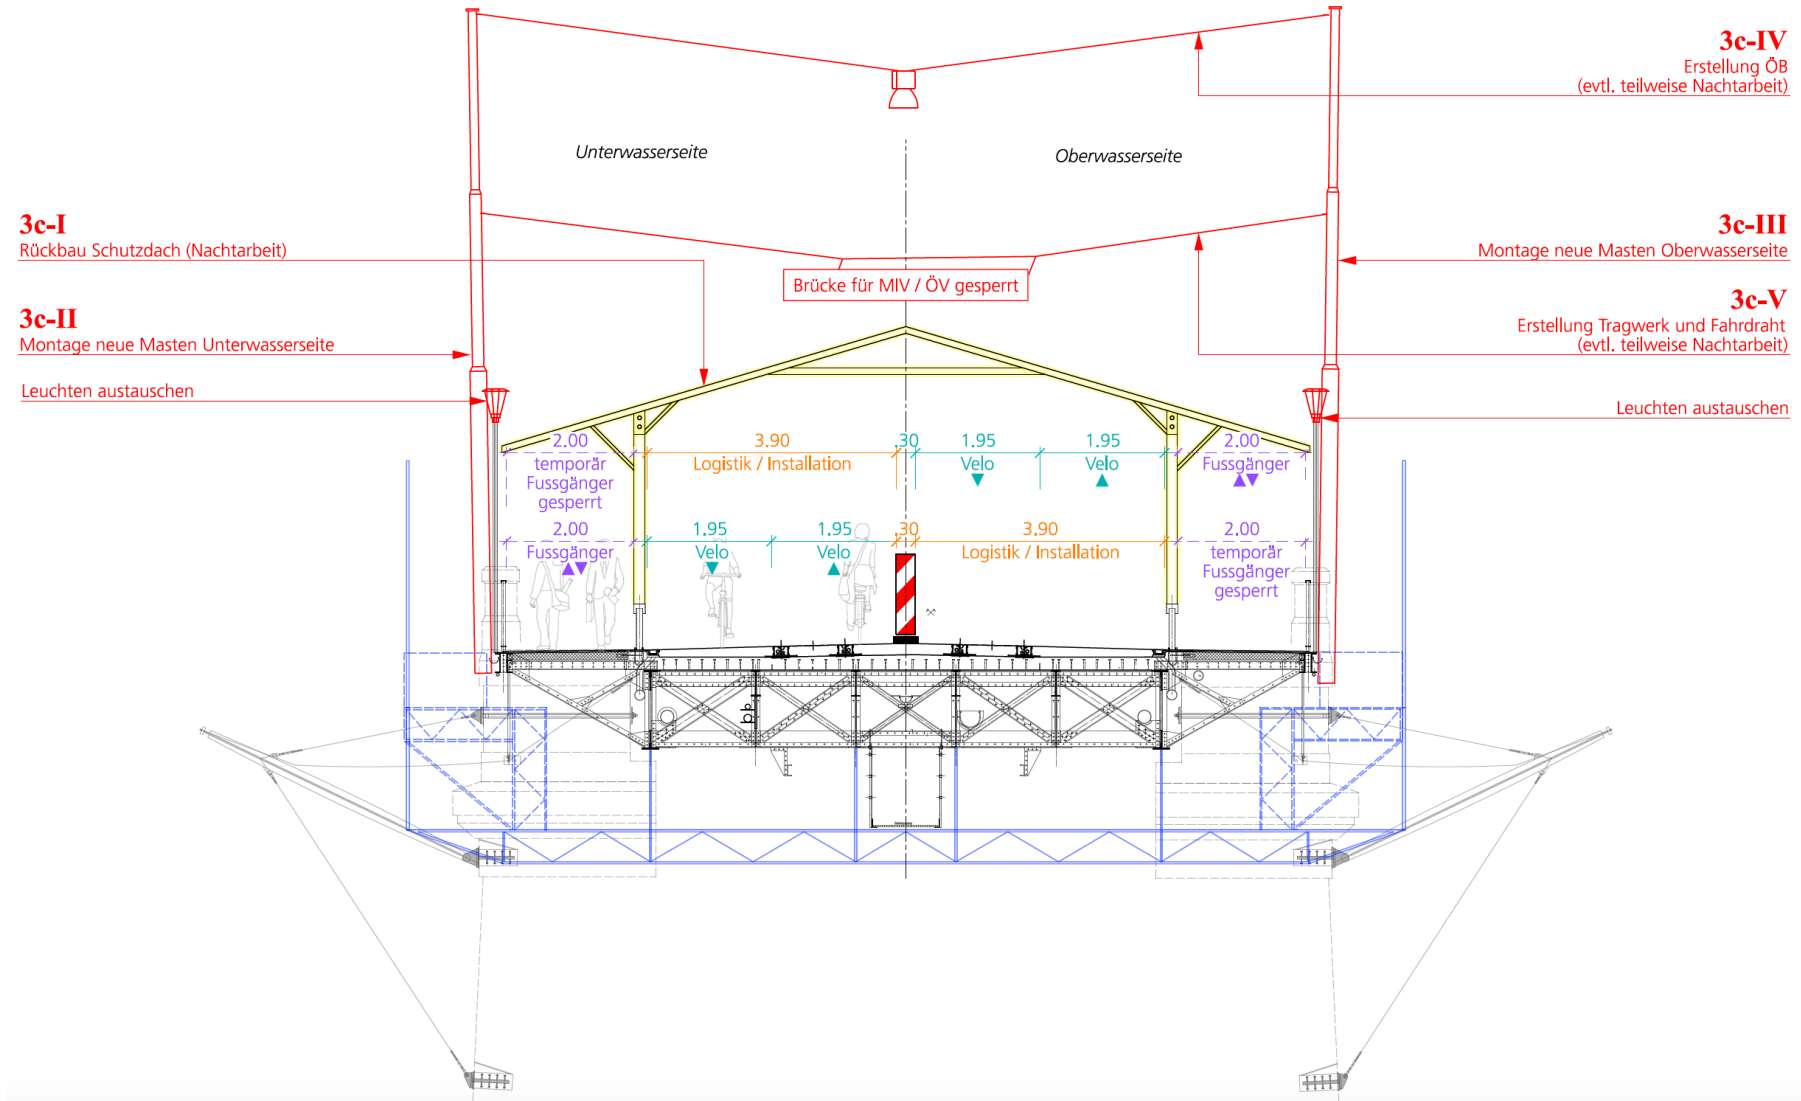 3c-IV
Erstellung ÖB
(evtl. teilweise Nachtarbeit)
Unterwasserseite
Oberwasserseite
3c-I
Rückbau Schutzdach (Nachtarbeit)
3c-III
Montage neue Masten Oberwasserseite
Brücke für MIV / ÖV gesperrt
3c-II
Montage neue Masten Unterwasserseite
3c-V
Erstellung Tragwerk und Fahrdraht
(evtl. teilweise Nachtarbeit)
Leuchten austauschen
Leuchten austauschen
2.00
temporär
Fussgänger
gesperrt
3.90
Logistik / Installation
.30
1.95
Velo
1.95
Velo
2.00
Fussgänger
2.00
Fussgänger
1.95
Velo
1.95
Velo
.30
3.90
Logistik / Installation
2.00
temporär
Fussgänger
gesperrt